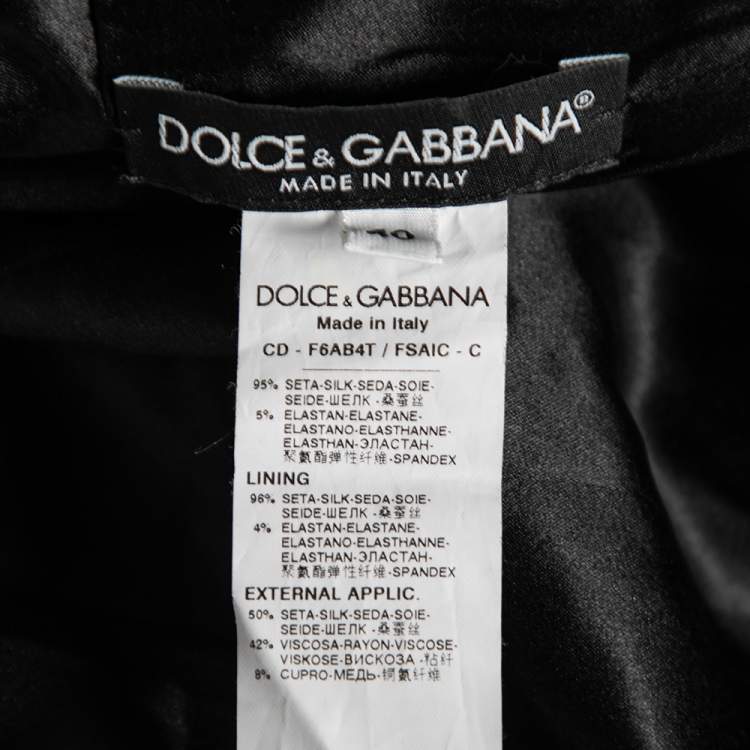 DOLCE & GABBANA®
MADE IN ITALY
DOLCE & GABBANA
Made in Italy
CD - F6AB4T / FSAIC - C
95% SETA-SILK-SEDA-SOIE-
SEIDE-ШЕЛК -桑蚕丝
5% ELASTAN-ELASTANE-
ELASTANO-ELASTHANNE-
ELASTHAN-ЭЛАСТАН-
聚氨酯弹性纤维-SPANDEX
LINING
96% SETA-SILK-SEDA-SOIE-
SEIDE-ШЕЛК -桑蚕丝
4% ELASTAN-ELASTANE-
ELASTANO-ELASTHANNE-
ELASTHAN-ЭЛАСТАН-
聚氨酯弹性纤维-SPANDEX
EXTERNAL APPLIC.
50% SETA-SILK-SEDA-SOIE-
SEIDE-ШЕЛК -桑蚕丝
42% VISCOSA-RAYON-VISCOSE-
VISKOSE-ВИСКОЗА -粘纤
8% CUPRO-МЕДЬ-铜氨纤维